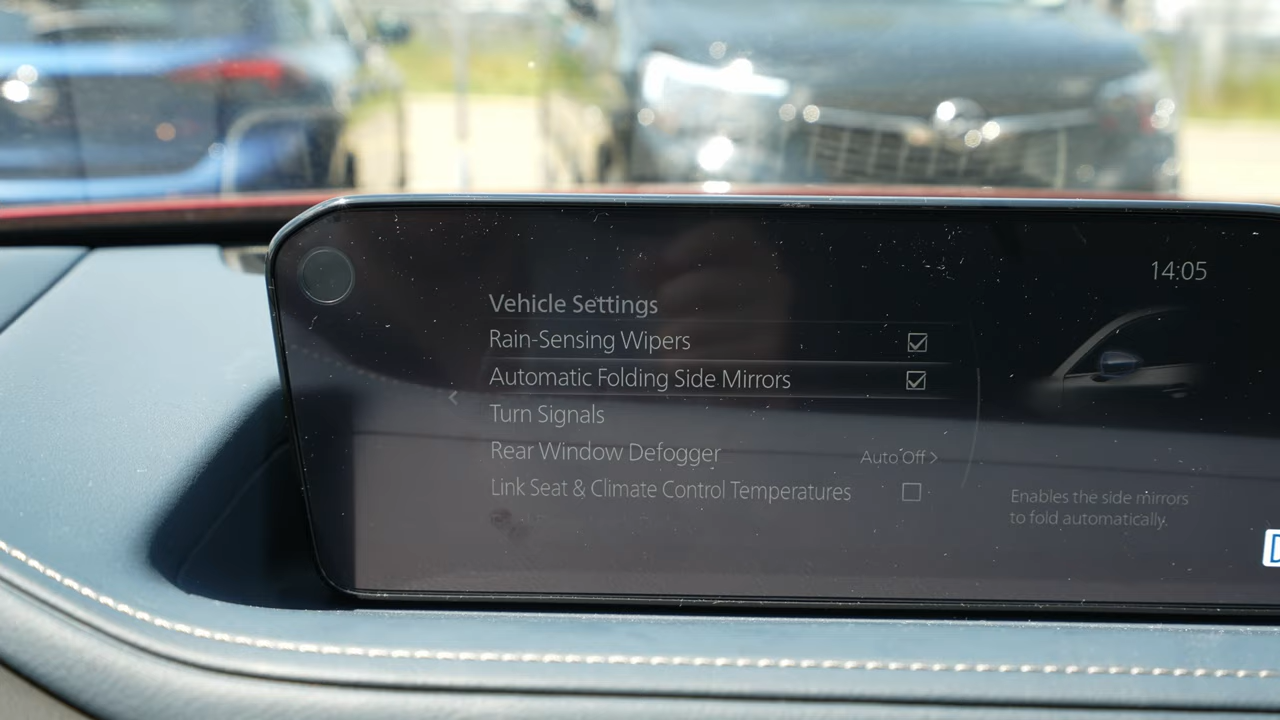 14:05
Vehicle Settings
Rain-Sensing Wipers
Automatic Folding Side Mirrors
Turn Signals
Rear Window Defogger Auto Off >
Link Seat & Climate Control Temperatures
Enables the side mirrors
to fold automatically.